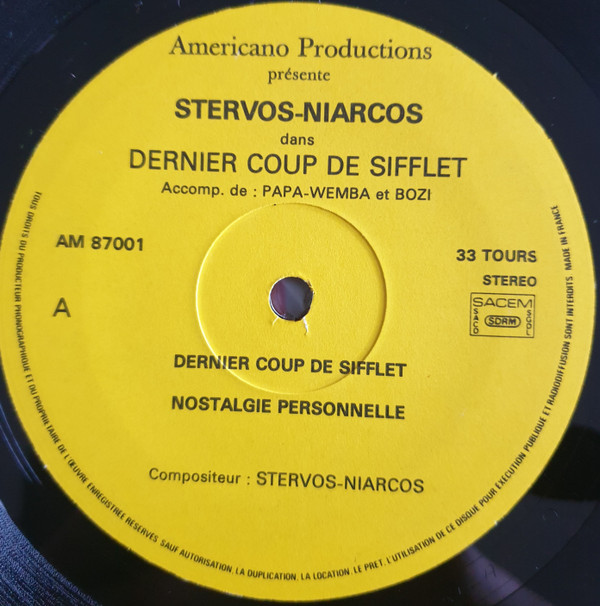 Americano Productions
présente
STERVOS-NIARCOS
dans
DERNIER COUP DE SIFFLET
Accomp. de : PAPA-WEMBA et BOZI
AM 87001
33 TOURS
STEREO
A
SACEM
SACD
SDRM
SGDL
DERNIER COUP DE SIFFLET
NOSTALGIE PERSONNELLE
Compositeur : STERVOS-NIARCOS
TOUS DROITS DU PRODUCTEUR PHONOGRAPHIQUE ET DU PROPRIETAIRE DE L'ŒUVRE ENREGISTREE RESERVES SAUF AUTORISATION, LA DUPLICATION, LA LOCATION, LE PRET, L'UTILISATION DE CE DISQUE POUR EXECUTION PUBLIQUE ET RADIODIFFUSION SONT INTERDITS MADE IN FRANCE